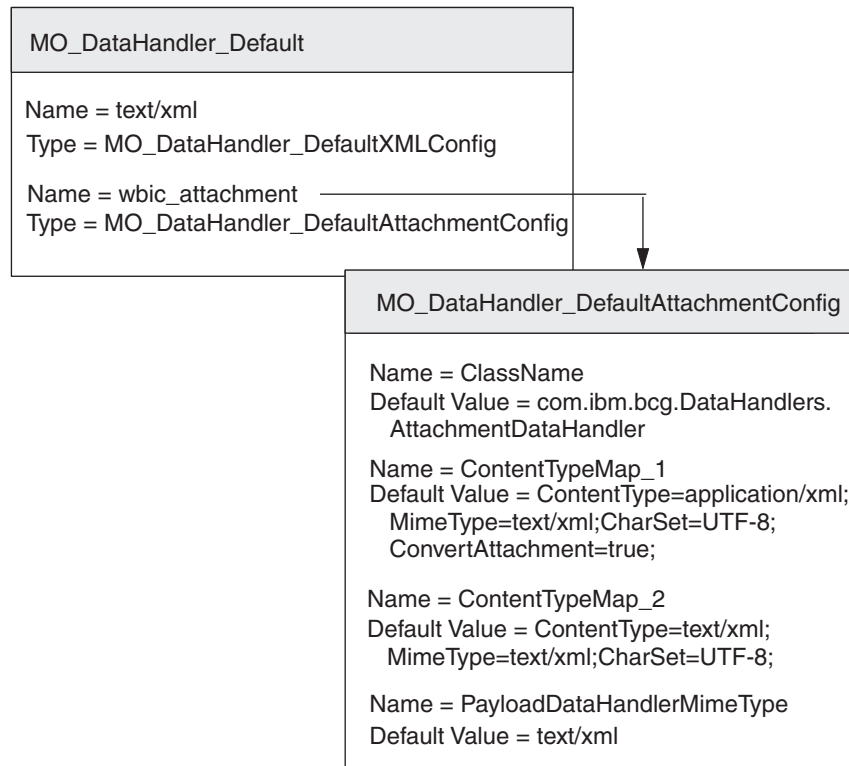 MO_DataHandler_Default
Name = text/xml
Type = MO_DataHandler_DefaultXMLConfig
Name = wbic_attachment
Type = MO_DataHandler_DefaultAttachmentConfig
MO_DataHandler_DefaultAttachmentConfig
Name = ClassName
Default Value = com.ibm.bcg.DataHandlers.
AttachmentDataHandler
Name = ContentTypeMap_1
Default Value = ContentType=application/xml;
MimeType=text/xml;CharSet=UTF-8;
ConvertAttachment=true;
Name = ContentTypeMap_2
Default Value = ContentType=text/xml;
MimeType=text/xml;CharSet=UTF-8;
Name = PayloadDataHandlerMimeType
Default Value = text/xml